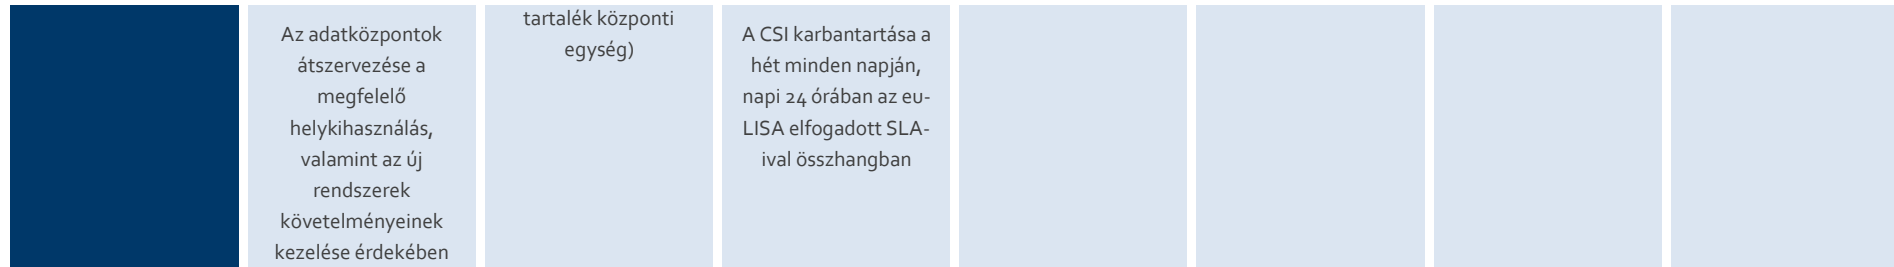 Az adatközpontok
átszervezése a
megfelelő
helykihasználás,
valamint az új
rendszerek
követelményeinek
kezelése érdekében
tartalék központi
egység)
A CSI karbantartása a
hét minden napján,
napi 24 órában az eu-
LISA elfogadott SLA-
ival összhangban